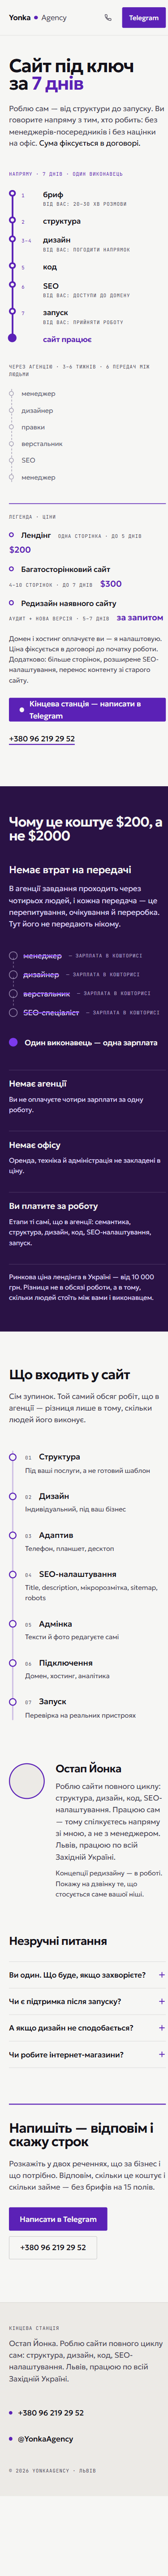 Yonka Agency
Telegram
Сайт під ключ
за 7 днів
Роблю сам — від структури до запуску. Ви
говорите напряму з тим, хто робить: без
менеджерів-посередників і без націнки
на офіс. Сума фіксується в договорі.
НАПРЯМУ · 7 ДНІВ · ОДИН ВИКОНАВЕЦЬ
1 бриф
ВІД ВАС: 20–30 ХВ РОЗМОВИ
2 структура
3–4 дизайн
ВІД ВАС: ПОГОДИТИ НАПРЯМОК
5 код
6 SEO
ВІД ВАС: ДОСТУПИ ДО ДОМЕНУ
7 запуск
ВІД ВАС: ПРИЙНЯТИ РОБОТУ
сайт працює
ЧЕРЕЗ АГЕНЦІЮ · 3–6 ТИЖНІВ · 6 ПЕРЕДАЧ МІЖ
ЛЮДЬМИ
менеджер
дизайнер
правки
верстальник
SEO
менеджер
ЛЕГЕНДА · ЦІНИ
Лендінг ОДНА СТОРІНКА · ДО 5 ДНІВ
$200
Багатосторінковий сайт
4–10 СТОРІНОК · ДО 7 ДНІВ $300
Редизайн наявного сайту
АУДИТ + НОВА ВЕРСІЯ · 5–7 ДНІВ за запитом
Домен і хостинг оплачуєте ви — я налаштовую.
Ціна фіксується в договорі до початку роботи.
Додатково: більше сторінок, розширене SEO-
налаштування, перенос контенту зі старого
сайту.
Кінцева станція — написати в
Telegram
+380 96 219 29 52
Чому це коштує $200, а
не $2000
Немає втрат на передачі
В агенції завдання проходить через
чотирьох людей, і кожна передача — це
перепитування, очікування й переробка.
Тут його не передають нікому.
менеджер — ЗАРПЛАТА В КОШТОРИСІ
дизайнер — ЗАРПЛАТА В КОШТОРИСІ
верстальник — ЗАРПЛАТА В КОШТОРИСІ
SEO-спеціаліст — ЗАРПЛАТА В КОШТОРИСІ
Один виконавець — одна зарплата
Немає агенції
Ви не оплачуєте чотири зарплати за одну
роботу.
Немає офісу
Оренда, техніка й адміністрація не закладені в
ціну.
Ви платите за роботу
Етапи ті самі, що в агенції: семантика,
структура, дизайн, код, SEO-налаштування,
запуск.
Ринкова ціна лендінга в Україні — від 10 000
грн. Різниця не в обсязі роботи, а в тому,
скільки людей стоїть між вами і виконавцем.
Що входить у сайт
Сім зупинок. Той самий обсяг робіт, що в
агенції — різниця лише в тому, скільки
людей його виконує.
01 Структура
Під ваші послуги, а не готовий шаблон
02 Дизайн
Індивідуальний, під ваш бізнес
03 Адаптив
Телефон, планшет, десктоп
04 SEO-налаштування
Title, description, мікророзмітка, sitemap,
robots
05 Адмінка
Тексти й фото редагуєте самі
06 Підключення
Домен, хостинг, аналітика
07 Запуск
Перевірка на реальних пристроях
Остап Йонка
Роблю сайти повного циклу:
структура, дизайн, код, SEO-
налаштування. Працюю сам
— тому спілкуєтесь напряму
зі мною, а не з менеджером.
Львів, працюю по всій
Західній Україні.
Концепції редизайну — в роботі.
Покажу на дзвінку те, що
стосується саме вашої ніші.
Незручні питання
Ви один. Що буде, якщо захворієте? +
Чи є підтримка після запуску? +
А якщо дизайн не сподобається? +
Чи робите інтернет-магазини? +
Напишіть — відповім і
скажу строк
Розкажіть у двох реченнях, що за бізнес і
що потрібно. Відповім, скільки це коштує і
скільки займе — без брифів на 15 полів.
Написати в Telegram
+380 96 219 29 52
КІНЦЕВА СТАНЦІЯ
Остап Йонка. Роблю сайти повного циклу
сам: структура, дизайн, код, SEO-
налаштування. Львів, працюю по всій
Західній Україні.
+380 96 219 29 52
@YonkaAgency
© 2026 YONKAAGENCY · ЛЬВІВ